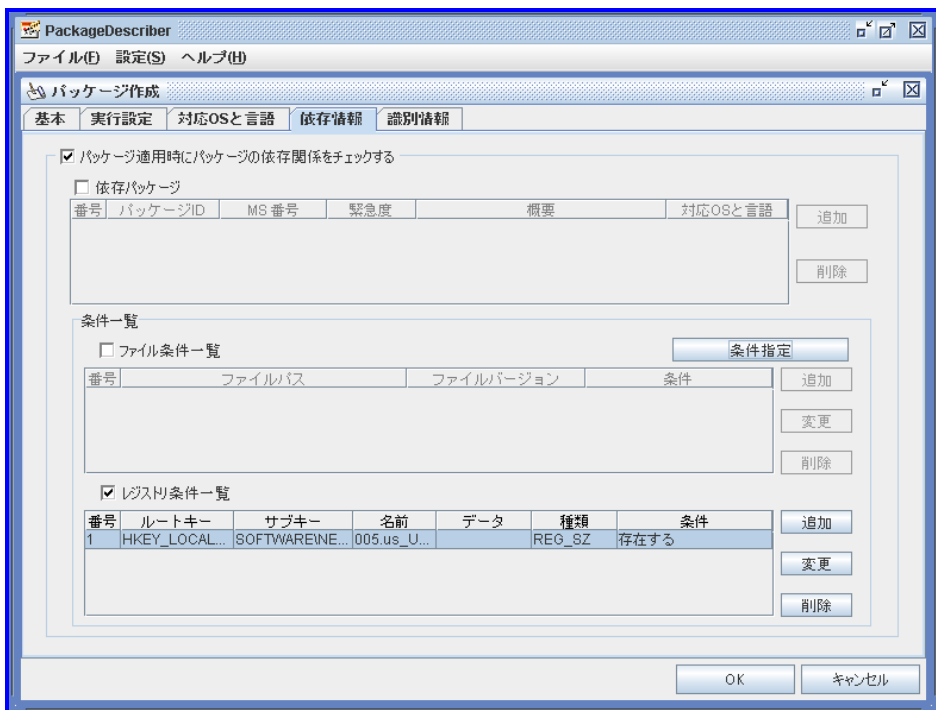 PackageDescriber
ファイル(F) 設定(S) ヘルプ(H)
パッケージ作成
基本 実行設定 対応OSと言語 依存情報 識別情報
パッケージ適用時にパッケージの依存関係をチェックする
依存パッケージ
番号 パッケージID MS 番号 緊急度 概要 対応OSと言語
追加
削除
条件一覧
ファイル条件一覧 条件指定
番号 ファイルパス ファイルバージョン 条件 追加
変更
削除
レジストリ条件一覧
番号 ルートキー サブキー 名前 データ 種類 条件 追加
1 HKEY_LOCAL... SOFTWARE\NE... 005.us_U... REG_SZ 存在する
変更
削除
OK キャンセル